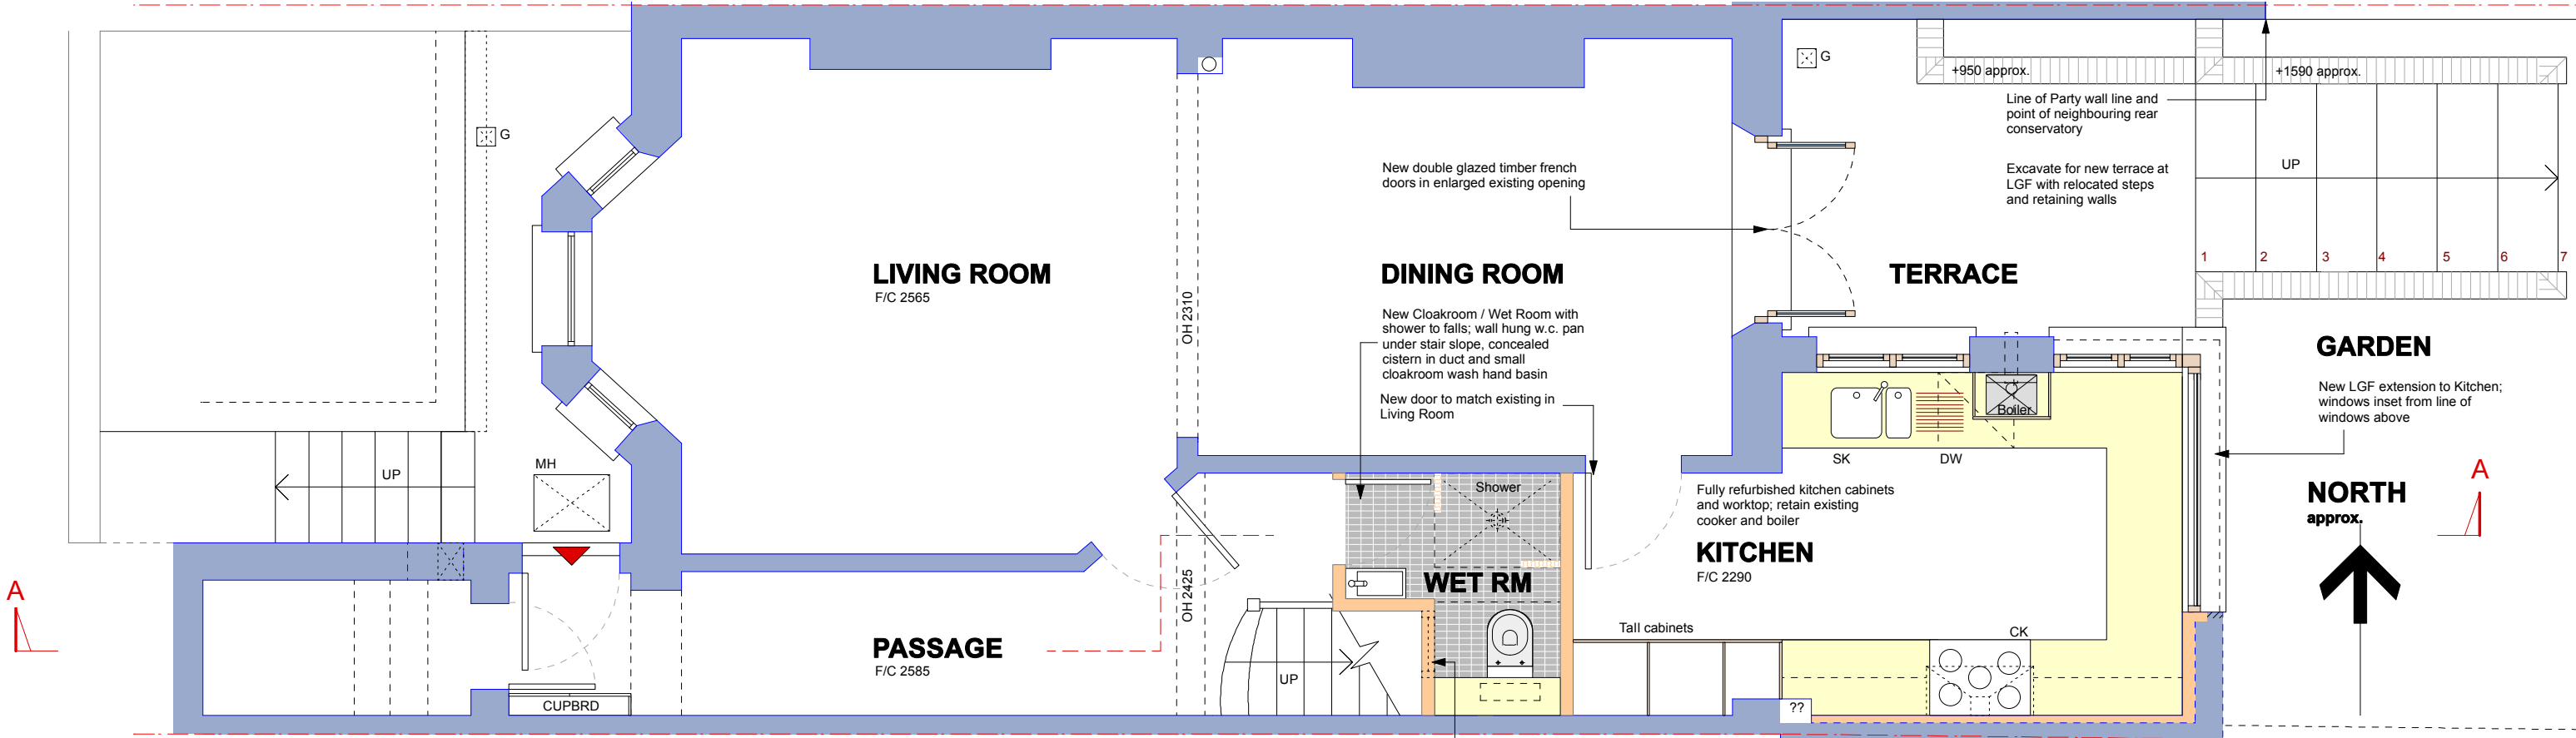 G
G
+950 approx.
+1590 approx.
Line of Party wall line and
point of neighbouring rear
conservatory
Excavate for new terrace at
LGF with relocated steps
and retaining walls
UP
New double glazed timber french
doors in enlarged existing opening
LIVING ROOM
F/C 2565
OH 2310
DINING ROOM
New Cloakroom / Wet Room with
shower to falls; wall hung w.c. pan
under stair slope, concealed
cistern in duct and small
cloakroom wash hand basin
New door to match existing in
Living Room
TERRACE
1 2 3 4 5 6 7
GARDEN
New LGF extension to Kitchen;
windows inset from line of
windows above
Boiler
SK
DW
UP
MH
Shower
Fully refurbished kitchen cabinets
and worktop; retain existing
cooker and boiler
KITCHEN
F/C 2290
NORTH
approx.
A
A
WET RM
OH 2425
PASSAGE
F/C 2585
UP
Tall cabinets
CK
CUPBRD
??